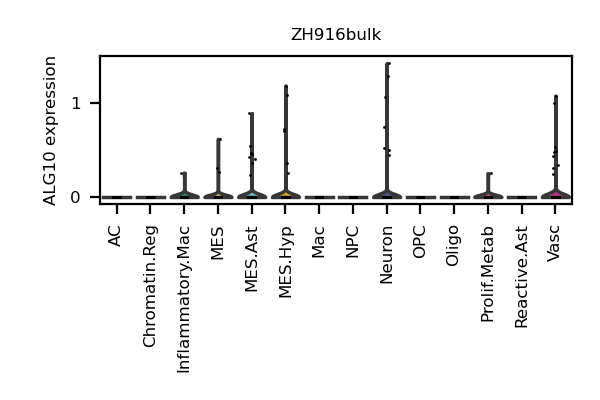 ZH916bulk
ALG10 expression
1
0
AC
Chromatin.Reg
Inflammatory.Mac
MES
MES.Ast
MES.Hyp
Mac
NPC
Neuron
OPC
Oligo
Prolif.Metab
Reactive.Ast
Vasc